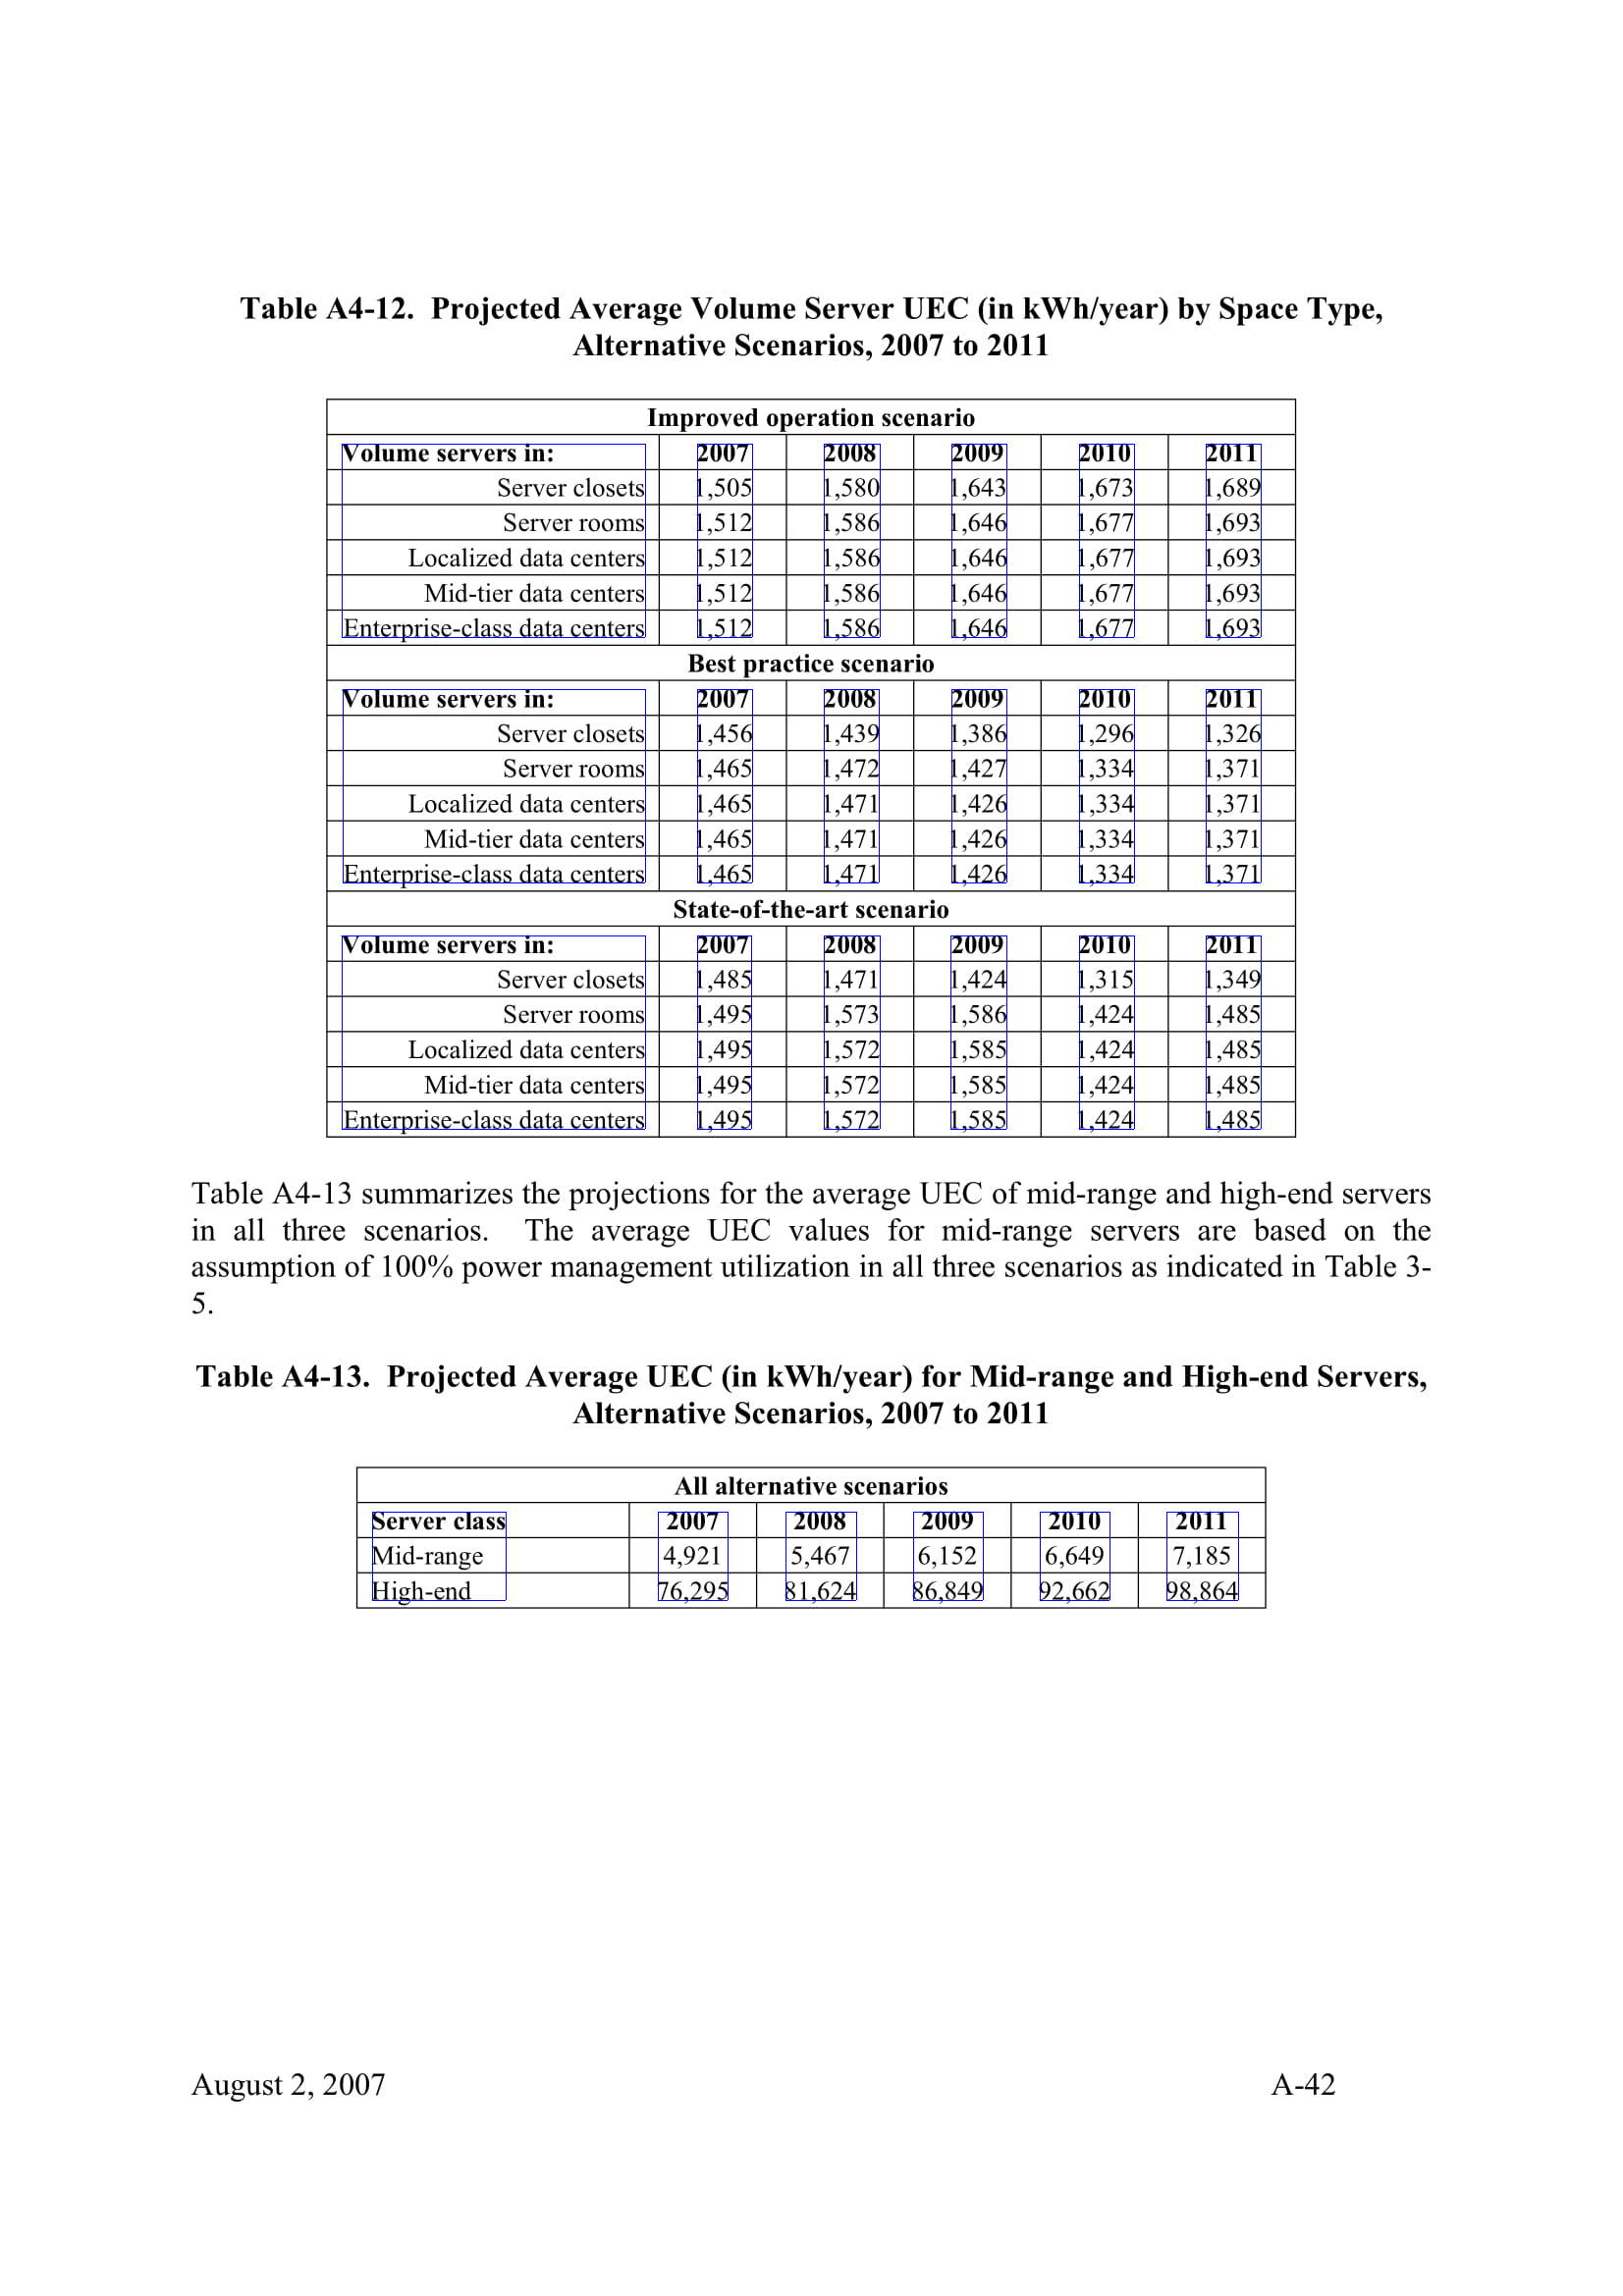 Table A4-12.  Projected Average Volume Server UEC (in kWh/year) by Space Type,
Alternative Scenarios, 2007 to 2011
Improved operation scenario
Volume servers in: 2007 2008 2009 2010 2011
Server closets 1,505 1,580 1,643 1,673 1,689
Server rooms 1,512 1,586 1,646 1,677 1,693
Localized data centers 1,512 1,586 1,646 1,677 1,693
Mid-tier data centers 1,512 1,586 1,646 1,677 1,693
Enterprise-class data centers 1,512 1,586 1,646 1,677 1,693
Best practice scenario
Volume servers in: 2007 2008 2009 2010 2011
Server closets 1,456 1,439 1,386 1,296 1,326
Server rooms 1,465 1,472 1,427 1,334 1,371
Localized data centers 1,465 1,471 1,426 1,334 1,371
Mid-tier data centers 1,465 1,471 1,426 1,334 1,371
Enterprise-class data centers 1,465 1,471 1,426 1,334 1,371
State-of-the-art scenario
Volume servers in: 2007 2008 2009 2010 2011
Server closets 1,485 1,471 1,424 1,315 1,349
Server rooms 1,495 1,573 1,586 1,424 1,485
Localized data centers 1,495 1,572 1,585 1,424 1,485
Mid-tier data centers 1,495 1,572 1,585 1,424 1,485
Enterprise-class data centers 1,495 1,572 1,585 1,424 1,485
Table A4-13 summarizes the projections for the average UEC of mid-range and high-end servers
in all three scenarios.  The average UEC values for mid-range servers are based on the
assumption of 100% power management utilization in all three scenarios as indicated in Table 3-
5.
Table A4-13.  Projected Average UEC (in kWh/year) for Mid-range and High-end Servers,
Alternative Scenarios, 2007 to 2011
All alternative scenarios
Server class 2007 2008 2009 2010 2011
Mid-range 4,921 5,467 6,152 6,649 7,185
High-end 76,295 81,624 86,849 92,662 98,864
August 2, 2007 A-42